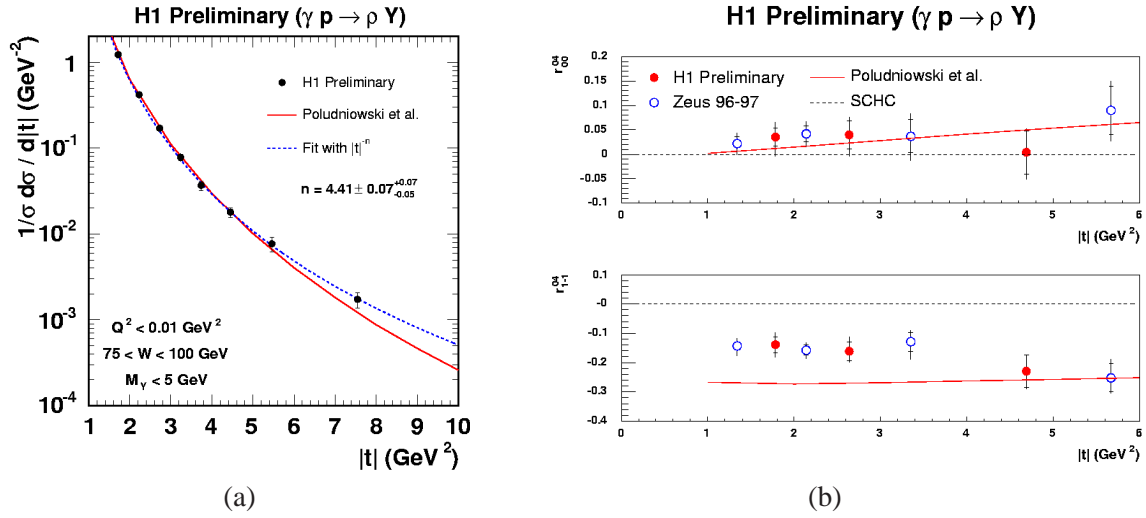 H1 Preliminary (γ p → ρ Y)
1/σ dσ / d|t| (GeV⁻²)
1
10⁻¹
10⁻²
10⁻³
10⁻⁴
H1 Preliminary
Poludniowski et al.
Fit with |t|⁻ⁿ
n = 4.41 ± 0.07 +0.07 -0.05
Q² < 0.01 GeV²
75 < W < 100 GeV
M_Y < 5 GeV
1 2 3 4 5 6 7 8 9 10
|t| (GeV²)
(a)
H1 Preliminary (γ p → ρ Y)
r⁰⁴₀₀
0.2
0.15
0.1
0.05
0
-0.05
-0.1
H1 Preliminary
Zeus 96-97
Poludniowski et al.
SCHC
0 1 2 3 4 5 6
|t| (GeV²)
r⁰⁴₁₋₁
0.1
-0
-0.1
-0.2
-0.3
-0.4
0 1 2 3 4 5 6
|t| (GeV²)
(b)